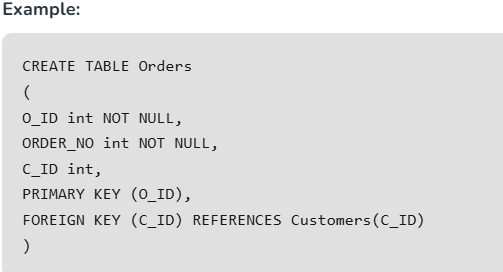 Example:
CREATE TABLE Orders
(
O_ID int NOT NULL,
ORDER_NO int NOT NULL,
C_ID int,
PRIMARY KEY (O_ID),
FOREIGN KEY (C_ID) REFERENCES Customers(C_ID)
)